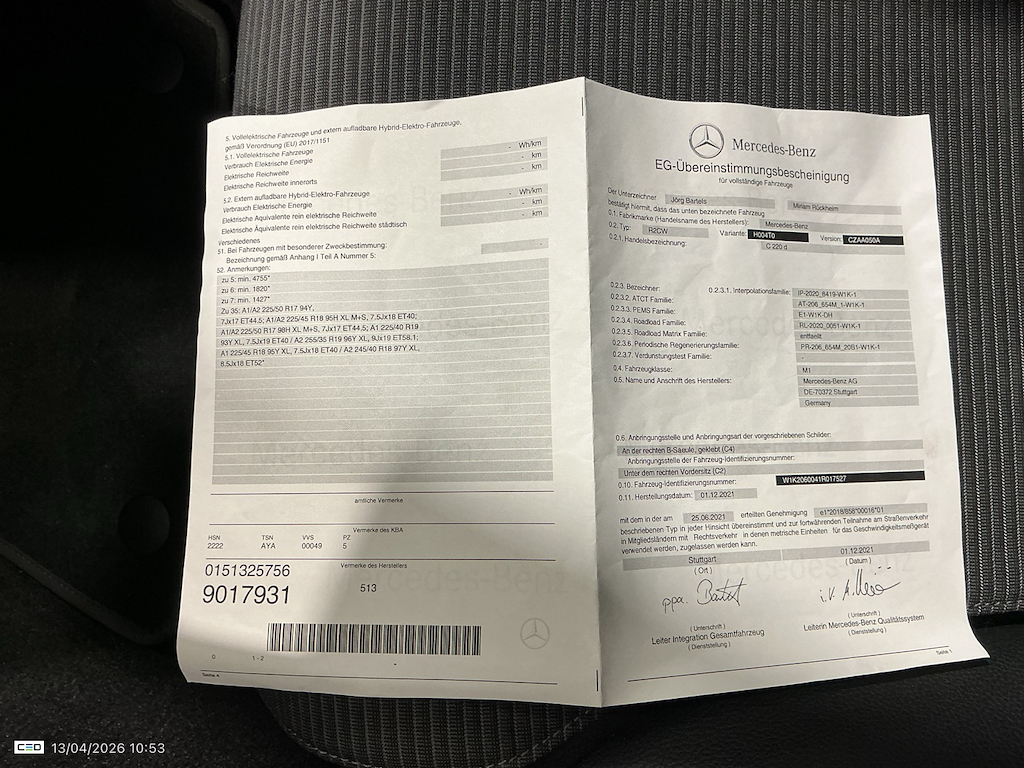 5. Vollelektrische Fahrzeuge und extern aufladbare Hybrid-Elektro-Fahrzeuge,
gemäß Verordnung (EU) 2017/1151
5.1. Vollelektrische Fahrzeuge
Verbrauch Elektrische Energie - Wh/km
Elektrische Reichweite - km
Elektrische Reichweite innerorts - km
5.2. Extern aufladbare Hybrid-Elektro-Fahrzeuge
Verbrauch Elektrische Energie - Wh/km
Elektrische Äquivalente rein elektrische Reichweite - km
Elektrische Äquivalente rein elektrische Reichweite städtisch - km
Verschiedenes
51. Bei Fahrzeugen mit besonderer Zweckbestimmung: -
Bezeichnung gemäß Anhang I Teil A Nummer 5:
52. Anmerkungen:
zu 5: min. 4755*
zu 6: min. 1820*
zu 7: min. 1427*
Zu 35: A1/A2 225/50 R17 94Y,
7Jx17 ET44.5; A1/A2 225/45 R18 95H XL M+S, 7.5Jx18 ET40;
A1/A2 225/50 R17 98H XL M+S, 7Jx17 ET44.5; A1 225/40 R19
93Y XL, 7.5Jx19 ET40 / A2 255/35 R19 96Y XL, 9Jx19 ET58.1;
A1 225/45 R18 95Y XL, 7.5Jx18 ET40 / A2 245/40 R18 97Y XL,
8.5Jx18 ET52*
amtliche Vermerke
Vermerke des KBA
HSN TSN VVS PZ
2222 AYA 00049 5
Vermerke des Herstellers
0151325756
9017931 513
0 1 - 2 -
Seite 4
Mercedes-Benz
EG-Übereinstimmungsbescheinigung
für vollständige Fahrzeuge
Der Unterzeichner Jörg Bartels Miriam Rückheim
bestätigt hiermit, dass das unten bezeichnete Fahrzeug
0.1. Fabrikmarke (Handelsname des Herstellers): Mercedes-Benz
0.2. Typ: R2CW Variante: H004T0 Version: CZAA050A
0.2.1. Handelsbezeichnung: C 220 d
0.2.3. Bezeichner: 0.2.3.1. Interpolationsfamilie: IP-2020_8419-W1K-1
0.2.3.2. ATCT Familie: AT-206_654M_1-W1K-1
0.2.3.3. PEMS Familie: E1-W1K-OH
0.2.3.4. Roadload Familie: RL-2020_0051-W1K-1
0.2.3.5. Roadload Matrix Familie: entfaellt
0.2.3.6. Periodische Regenerierungsfamilie: PR-206_654M_20B1-W1K-1
0.2.3.7. Verdunstungstest Familie: -
0.4. Fahrzeugklasse: M1
0.5. Name und Anschrift des Herstellers: Mercedes-Benz AG
DE-70372 Stuttgart
Germany
0.6. Anbringungsstelle und Anbringungsart der vorgeschriebenen Schilder:
An der rechten B-Saeule, geklebt (C4)
Anbringungsstelle der Fahrzeug-Identifizierungsnummer:
Unter dem rechten Vordersitz (C2)
0.10. Fahrzeug-Identifizierungsnummer: W1K2060041R017527
0.11. Herstellungsdatum: 01.12.2021
mit dem in der am 25.06.2021 erteilten Genehmigung e1*2018/858*00016*01
beschriebenen Typ in jeder Hinsicht übereinstimmt und zur fortwährenden Teilnahme am Straßenverkehr
in Mitgliedsländern mit Rechtsverkehr in denen metrische Einheiten für das Geschwindigkeitsmeßgerät
verwendet werden, zugelassen werden kann.
Stuttgart 01.12.2021
( Ort ) ( Datum )
ppa. i.V.
( Unterschrift ) ( Unterschrift )
Leiter Integration Gesamtfahrzeug Leiterin Mercedes-Benz Qualitätssystem
( Dienststellung ) ( Dienststellung )
Seite 1
CEO 13/04/2026 10:53